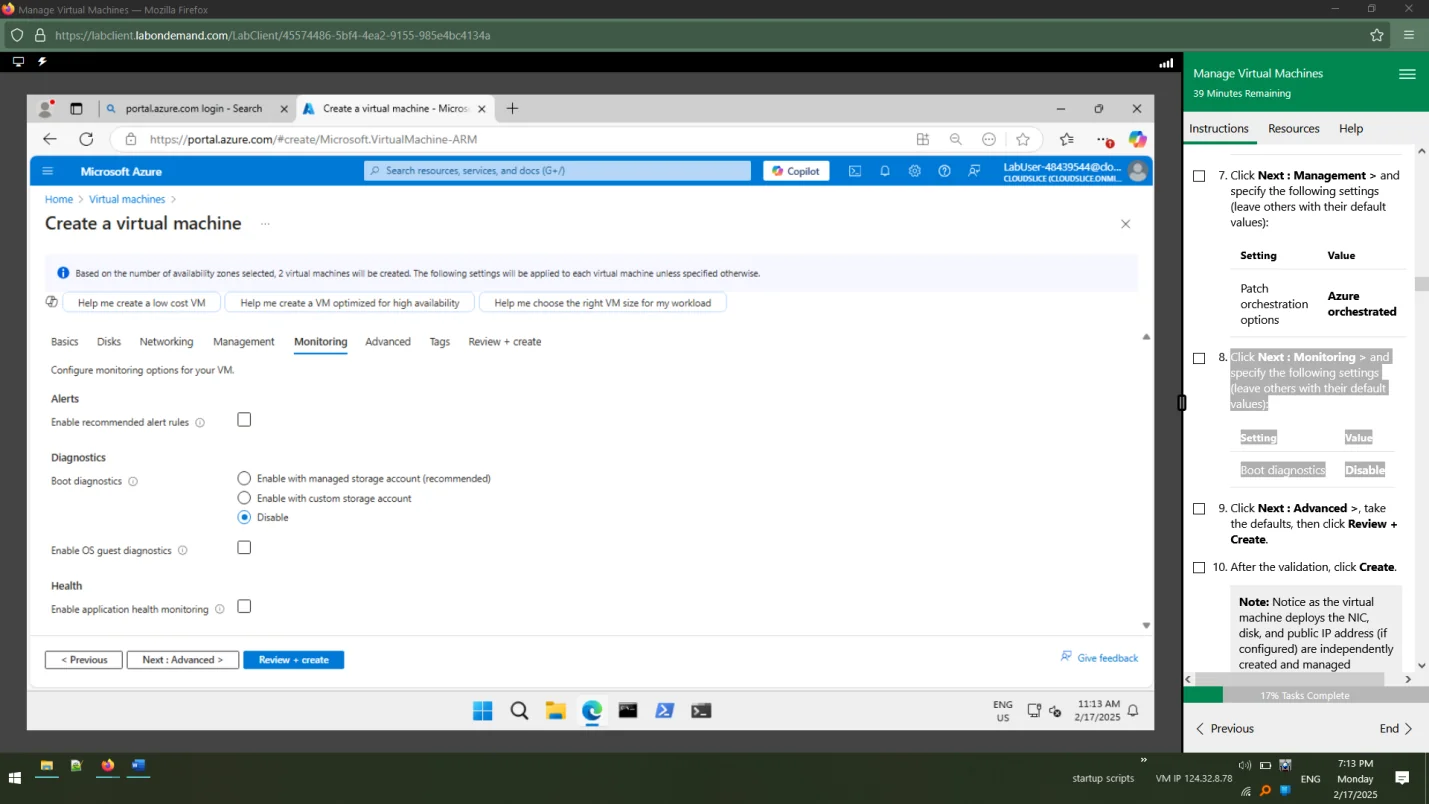 Manage Virtual Machines — Mozilla Firefox
https://labclient.labondemand.com/LabClient/45574486-5bf4-4ea2-9155-985e4bc4134a
portal.azure.com login - Search
Create a virtual machine - Micros
https://portal.azure.com/#create/Microsoft.VirtualMachine-ARM
Microsoft Azure
Search resources, services, and docs (G+/)
Copilot
LabUser-48439544@clo...
CLOUDSLICE (CLOUDSLICE.ONMI...
Home > Virtual machines >
Create a virtual machine ...
Based on the number of availability zones selected, 2 virtual machines will be created. The following settings will be applied to each virtual machine unless specified otherwise.
Help me create a low cost VM
Help me create a VM optimized for high availability
Help me choose the right VM size for my workload
Basics Disks Networking Management Monitoring Advanced Tags Review + create
Configure monitoring options for your VM.
Alerts
Enable recommended alert rules
Diagnostics
Boot diagnostics
Enable with managed storage account (recommended)
Enable with custom storage account
Disable
Enable OS guest diagnostics
Health
Enable application health monitoring
< Previous
Next : Advanced >
Review + create
Give feedback
ENG
US
11:13 AM
2/17/2025
Manage Virtual Machines
39 Minutes Remaining
Instructions Resources Help
7. Click Next : Management > and
specify the following settings
(leave others with their default
values):
Setting Value
Patch
orchestration
options
Azure
orchestrated
8. Click Next : Monitoring > and
specify the following settings
(leave others with their default
values):
Setting Value
Boot diagnostics Disable
9. Click Next : Advanced >, take
the defaults, then click Review +
Create.
10. After the validation, click Create.
Note: Notice as the virtual
machine deploys the NIC,
disk, and public IP address (if
configured) are independently
created and managed
17% Tasks Complete
Previous
End
startup scripts
VM IP 124.32.8.78
ENG
7:13 PM
Monday
2/17/2025